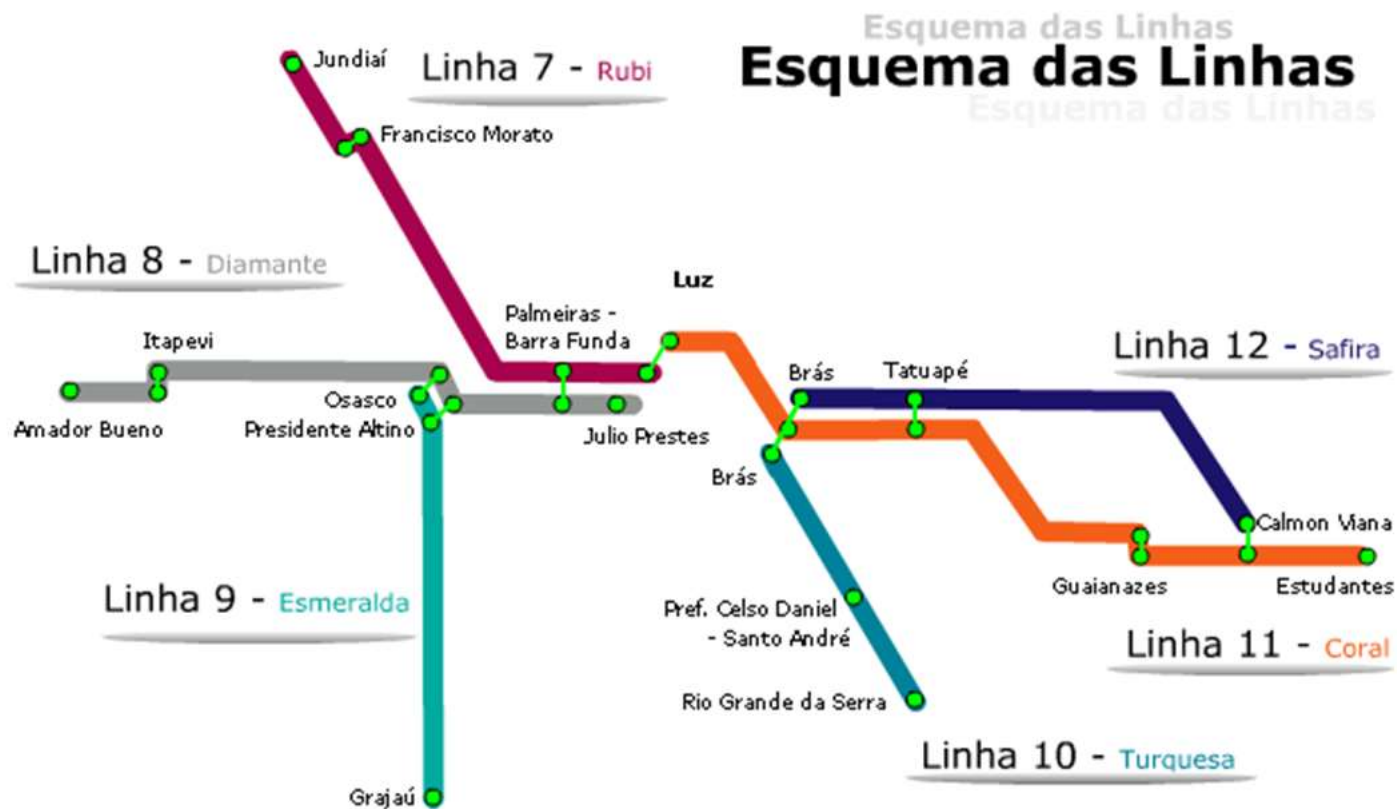 Esquema das Linhas
Esquema das Linhas
Esquema das Linhas
Jundiaí
Linha 7 - Rubi
Francisco Morato
Linha 8 - Diamante
Luz
Palmeiras -
Barra Funda
Itapevi
Linha 12 - Safira
Brás
Tatuapé
Osasco
Amador Bueno
Presidente Altino
Julio Prestes
Brás
Calmon Viana
Guaianazes
Estudantes
Linha 9 - Esmeralda
Pref. Celso Daniel
- Santo André
Linha 11 - Coral
Rio Grande da Serra
Linha 10 - Turquesa
Grajaú